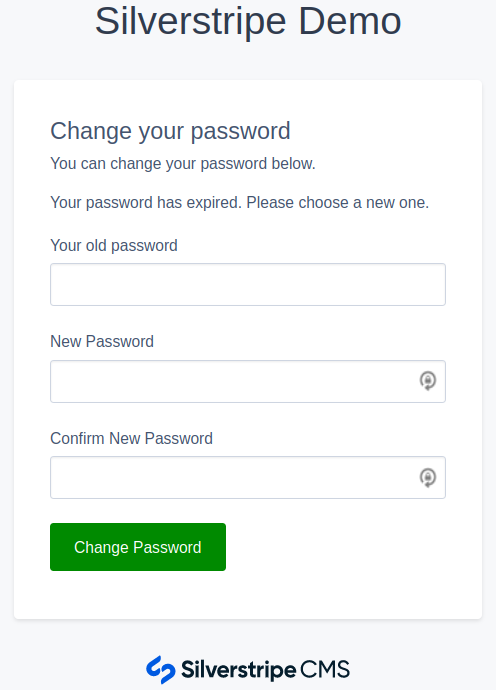 Silverstripe Demo
Change your password
You can change your password below.
Your password has expired. Please choose a new one.
Your old password
New Password
Confirm New Password
Change Password
Silverstripe CMS